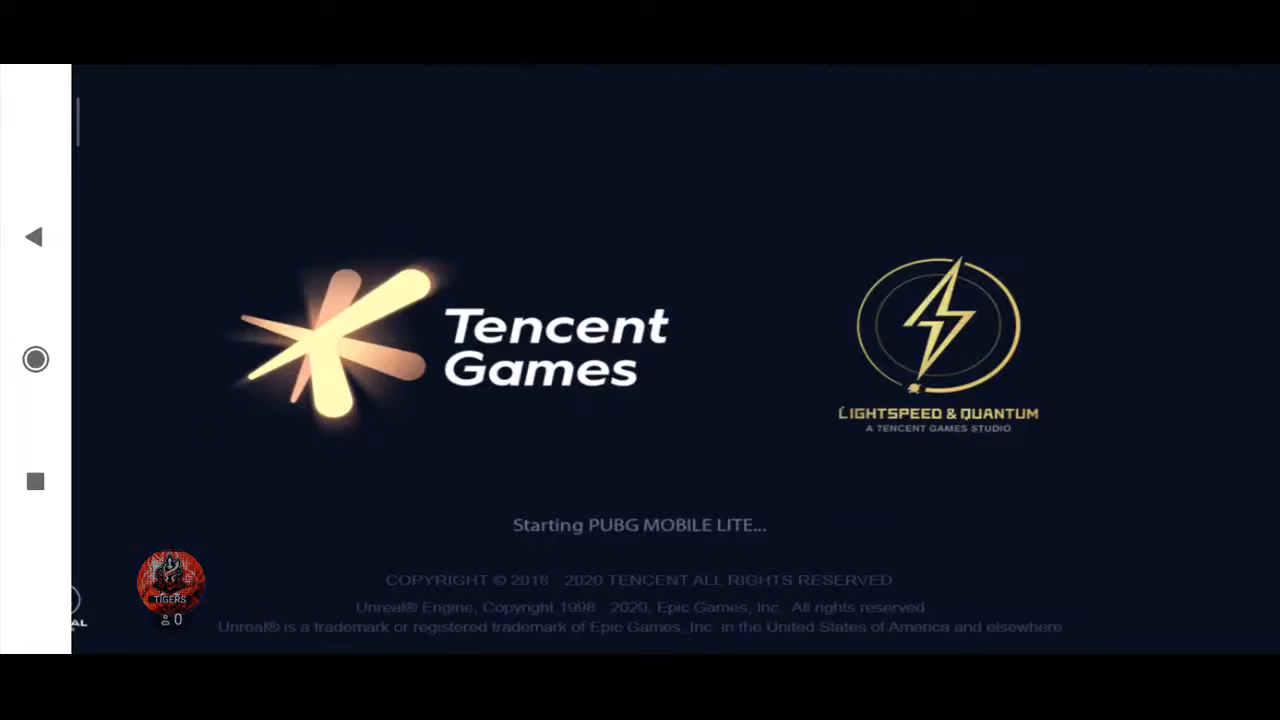 Tencent
Games
LIGHTSPEED & QUANTUM
A TENCENT GAMES STUDIO
Starting PUBG MOBILE LITE...
COPYRIGHT © 2018 - 2020 TENCENT ALL RIGHTS RESERVED
TIGERS
0
AL
Unreal® Engine, Copyright 1998 - 2020, Epic Games, Inc. All rights reserved
Unreal® is a trademark or registered trademark of Epic Games, Inc. in the United States of America and elsewhere